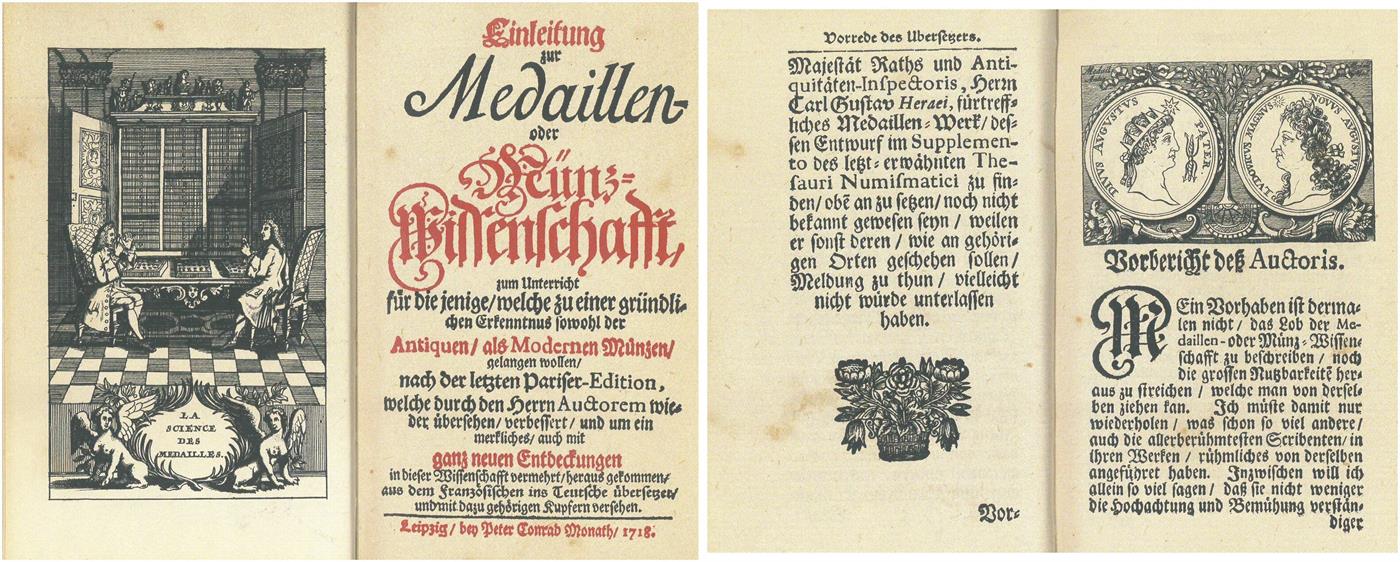 LA
SCIENCE
DES
MEDAILLES.
Einleitung
zur
Medaillen-
oder
Münz-
Wissenschafft,
zum Unterricht
für die jenige/welche zu einer gründli-
chen Erkenntnus sowohl der
Antiquen/ als Modernen Münzen/
gelangen wollen/
nach der letzten Pariser-Edition,
welche durch den Herrn Auctorem wie-
der übersehen/ verbessert/ und um ein
merkliches/ auch mit
ganz neuen Entdeckungen
in dieser Wissenschafft vermehrt/heraus gekommen/
aus dem Französischen ins Teutsche übersetzet/
und mit dazu gehörigen Kupfern versehen.
Leipzig/ bey Peter Conrad Monath/ 1718.
Vorrede des Ubersetzers.
Majestät Raths und Anti-
quitäten-Inspectoris, Herrn
Carl Gustav Heraei, fürtreff-
liches Medaillen-Werk/ des-
sen Entwurf im Supplemen-
to des letzt-erwähnten The-
sauri Numismatici zu fin-
den/ obē an zu setzen/ noch nicht
bekannt gewesen seyn/ weilen
er sonst deren/ wie an gehöri-
gen Orten geschehen sollen/
Meldung zu thun/ vielleicht
nicht würde unterlassen
haben.
Vor-
DIVUS AVGVSTVS PATER.
LVDOVICUS MAGNVS NOVVS AVGVSTVS
Vorbericht deß Auctoris.
MEin Vorhaben ist derma-
len nicht/ das Lob der Me-
daillen-oder Münz-Wissen-
schafft zu beschreiben/ noch
die grossen Nutzbarkeitē her-
aus zu streichen/ welche man von dersel-
ben ziehen kan. Ich müste damit nur
wiederholen/ was schon so viel andere/
auch die allerberühmtesten Scribenten/ in
ihren Werken/ rühmliches von derselben
angeführet haben. Inzwischen will ich
allein so viel sagen/ daß sie nicht weniger
die Hochachtung und Bemühung verstän-
diger